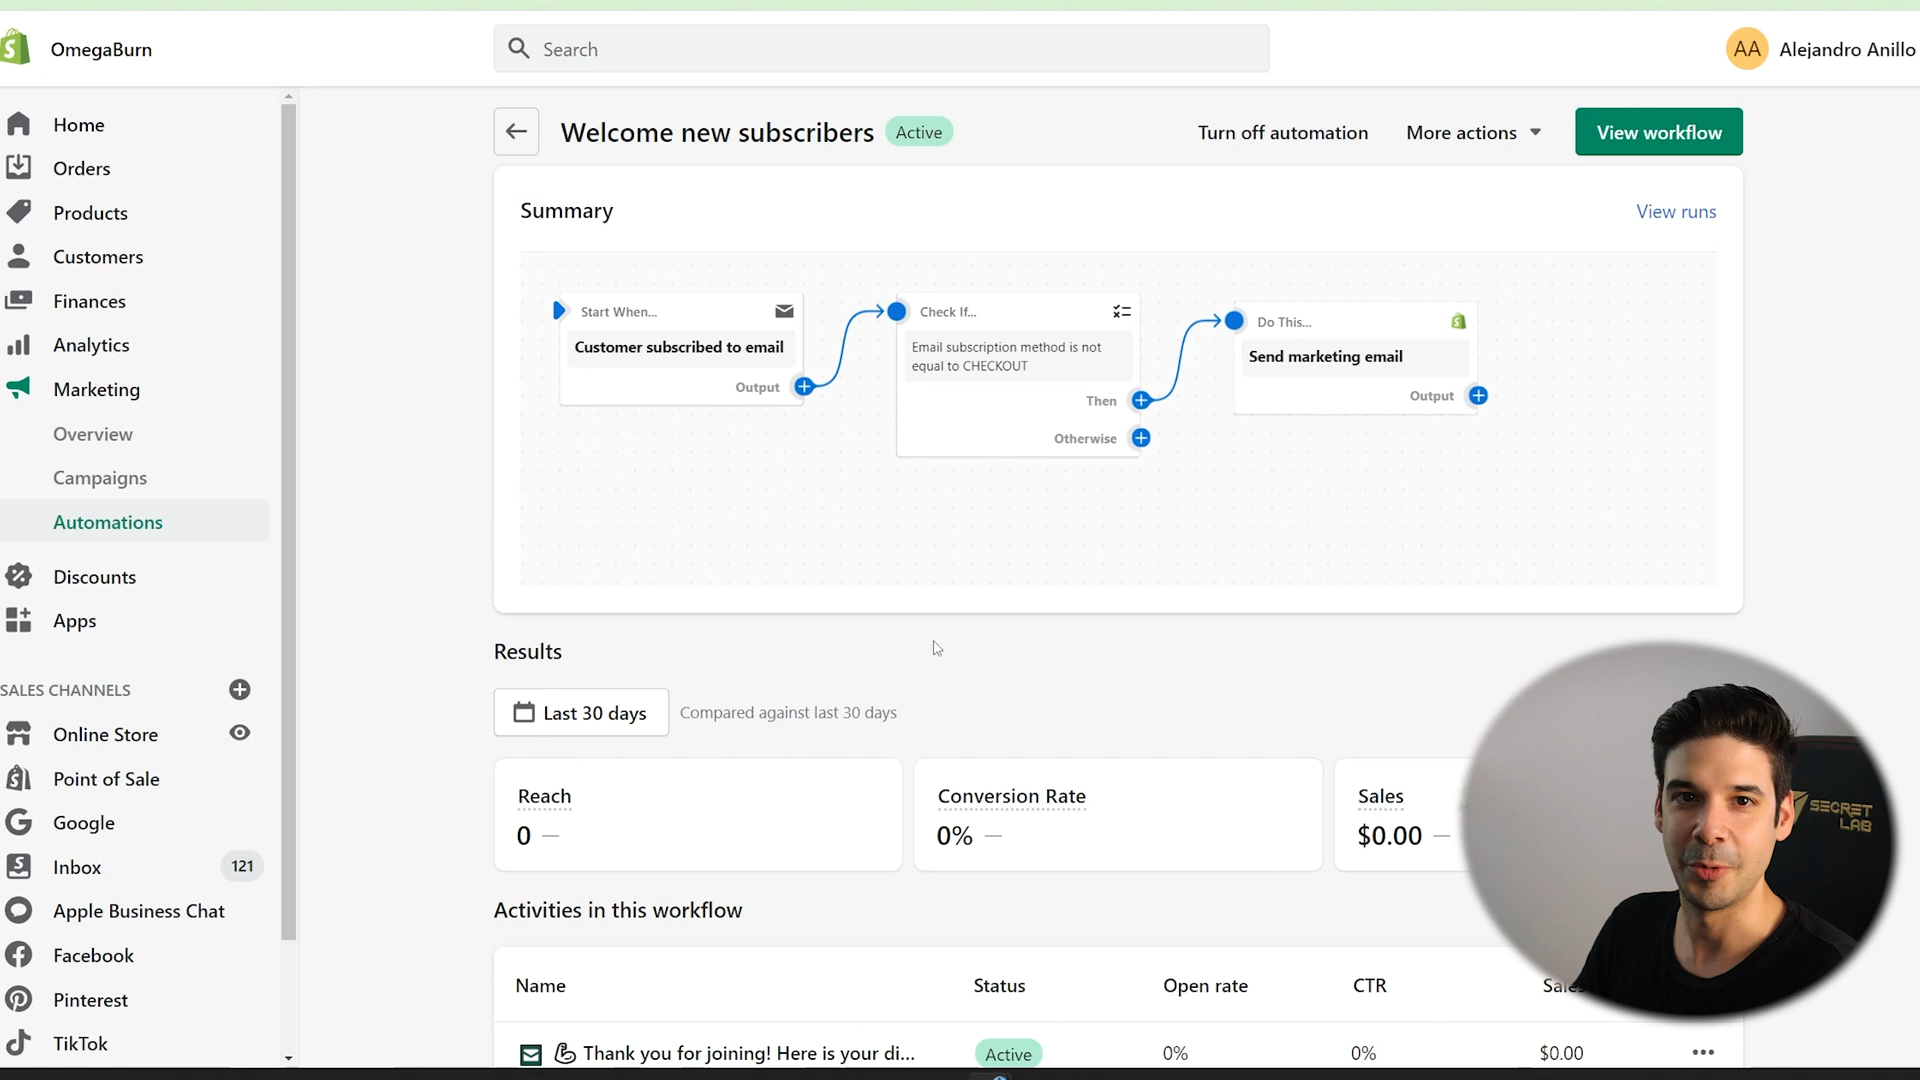 OmegaBurn
Search
AA
Alejandro Anillo
Home
Orders
Products
Customers
Finances
Analytics
Marketing
Overview
Campaigns
Automations
Discounts
Apps
SALES CHANNELS
Online Store
Point of Sale
Google
Inbox
121
Apple Business Chat
Facebook
Pinterest
TikTok
Welcome new subscribers
Active
Turn off automation
More actions
View workflow
Summary
View runs
Start When...
Customer subscribed to email
Output
Check If...
Email subscription method is not
equal to CHECKOUT
Then
Otherwise
Do This...
Send marketing email
Output
Results
Last 30 days
Compared against last 30 days
Reach
0 —
Conversion Rate
0% —
Sales
$0.00 —
Activities in this workflow
Name
Status
Open rate
CTR
💪 Thank you for joining! Here is your di...
Active
0%
0%
$0.00
SECRET
LAB